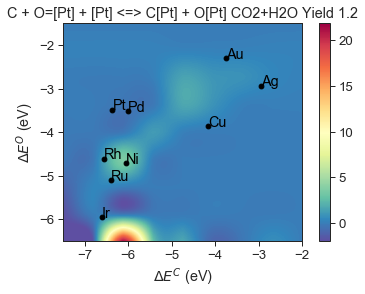 C + O=[Pt] + [Pt] <=> C[Pt] + O[Pt] CO2+H2O Yield 1.2
−2
−3
−4
−5
−6
ΔE^O (eV)
Au
Ag
Pt
Pd
Cu
Rh
Ni
Ru
Ir
−7
−6
−5
−4
−3
−2
ΔE^C (eV)
20
15
10
5
0